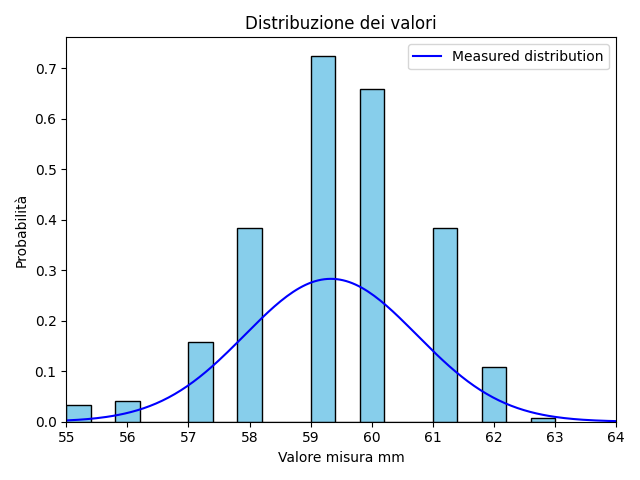 Distribuzione dei valori
Measured distribution
Probabilità
0.7
0.6
0.5
0.4
0.3
0.2
0.1
0.0
55 56 57 58 59 60 61 62 63 64
Valore misura mm